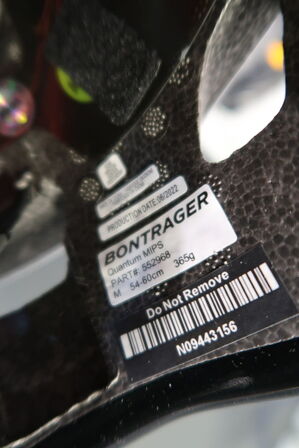 PRODUCTION DATE 06/2022
BONTRAGER
Quantum MIPS
PART#: 552968
M 54-60cm 365g
Do Not Remove
N09443156